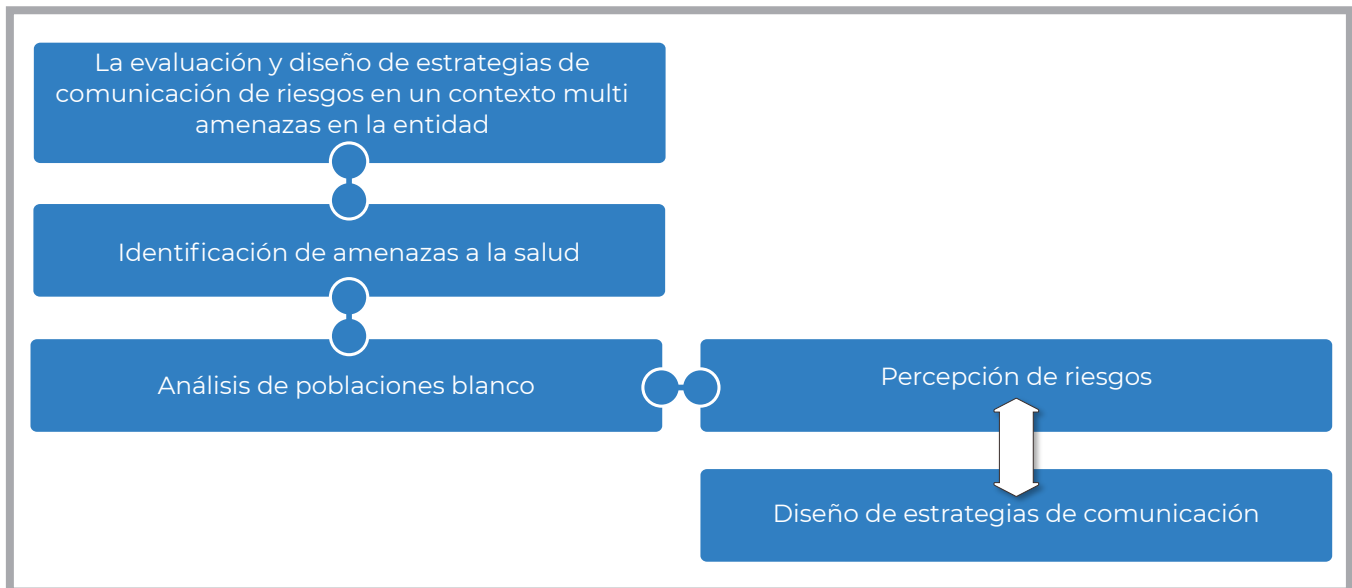 La evaluación y diseño de estrategias de
comunicación de riesgos en un contexto multi
amenazas en la entidad
Identificación de amenazas a la salud
Análisis de poblaciones blanco
Percepción de riesgos
Diseño de estrategias de comunicación